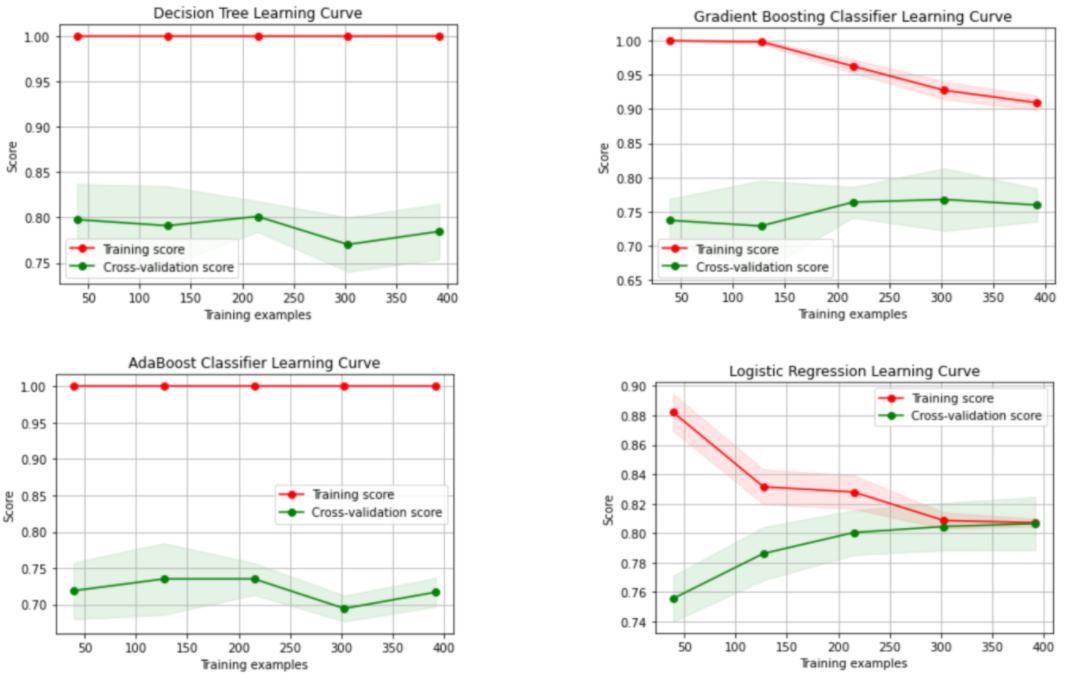 Decision Tree Learning Curve
1.00
0.95
0.90
0.85
0.80
0.75
Score
Training score
Cross-validation score
50 100 150 200 250 300 350 400
Training examples
Gradient Boosting Classifier Learning Curve
1.00
0.95
0.90
0.85
0.80
0.75
0.70
0.65
Score
Training score
Cross-validation score
50 100 150 200 250 300 350 400
Training examples
AdaBoost Classifier Learning Curve
1.00
0.95
0.90
0.85
0.80
0.75
0.70
Score
Training score
Cross-validation score
50 100 150 200 250 300 350 400
Training examples
Logistic Regression Learning Curve
0.90
0.88
0.86
0.84
0.82
0.80
0.78
0.76
0.74
Score
Training score
Cross-validation score
50 100 150 200 250 300 350 400
Training examples